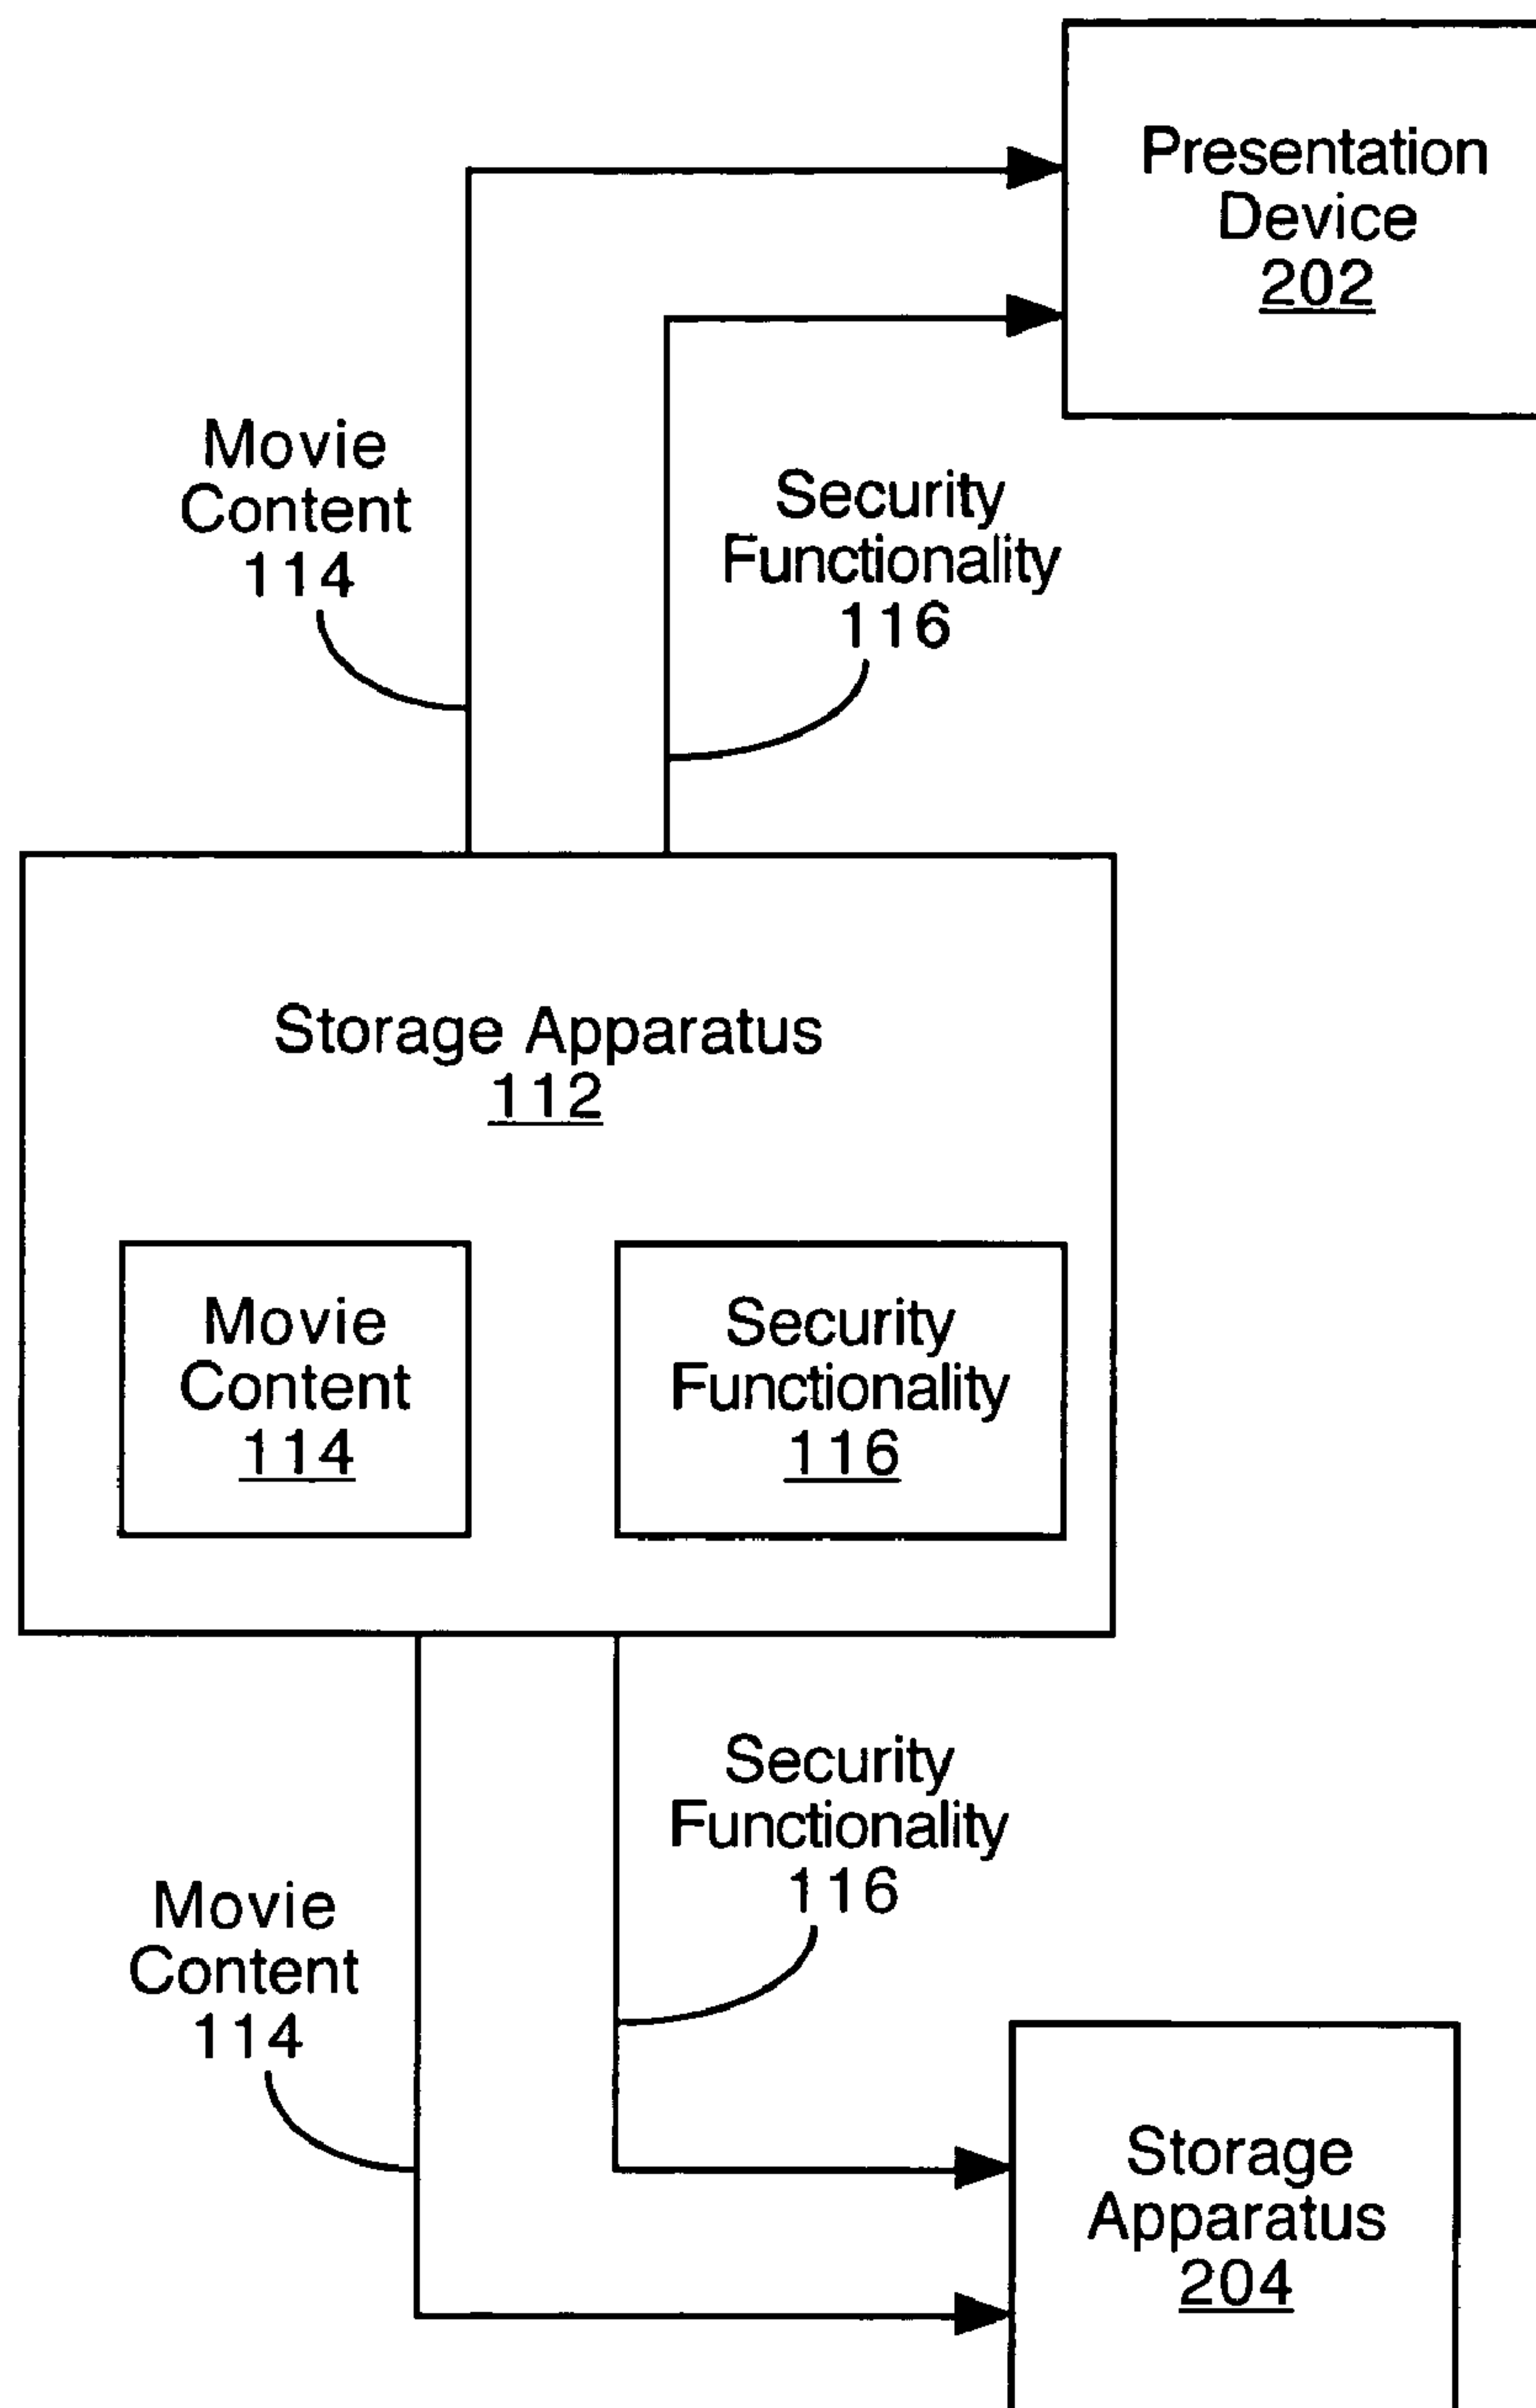 Presentation
Device
202
Movie
Content
114
Security
Functionality
116
Storage Apparatus
112
Movie
Content
114
Security
Functionality
116
Security
Functionality
116
Movie
Content
114
Storage
Apparatus
204